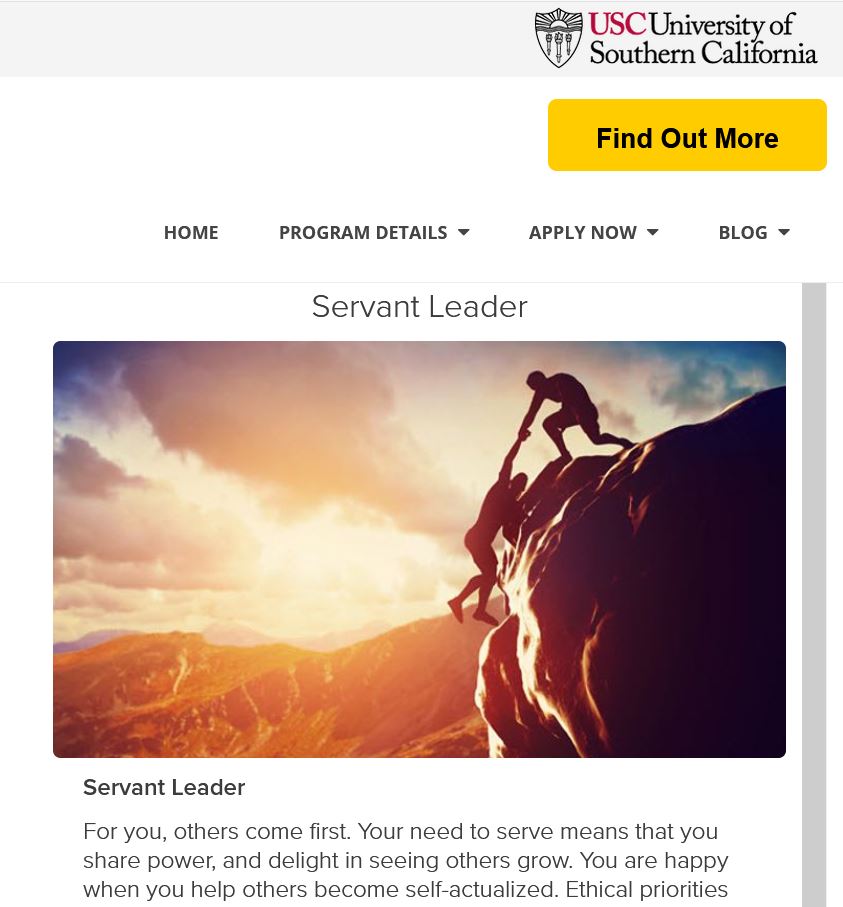 USC University of
Southern California
Find Out More
HOME PROGRAM DETAILS APPLY NOW BLOG
Servant Leader
Servant Leader
For you, others come first. Your need to serve means that you
share power, and delight in seeing others grow. You are happy
when you help others become self-actualized. Ethical priorities